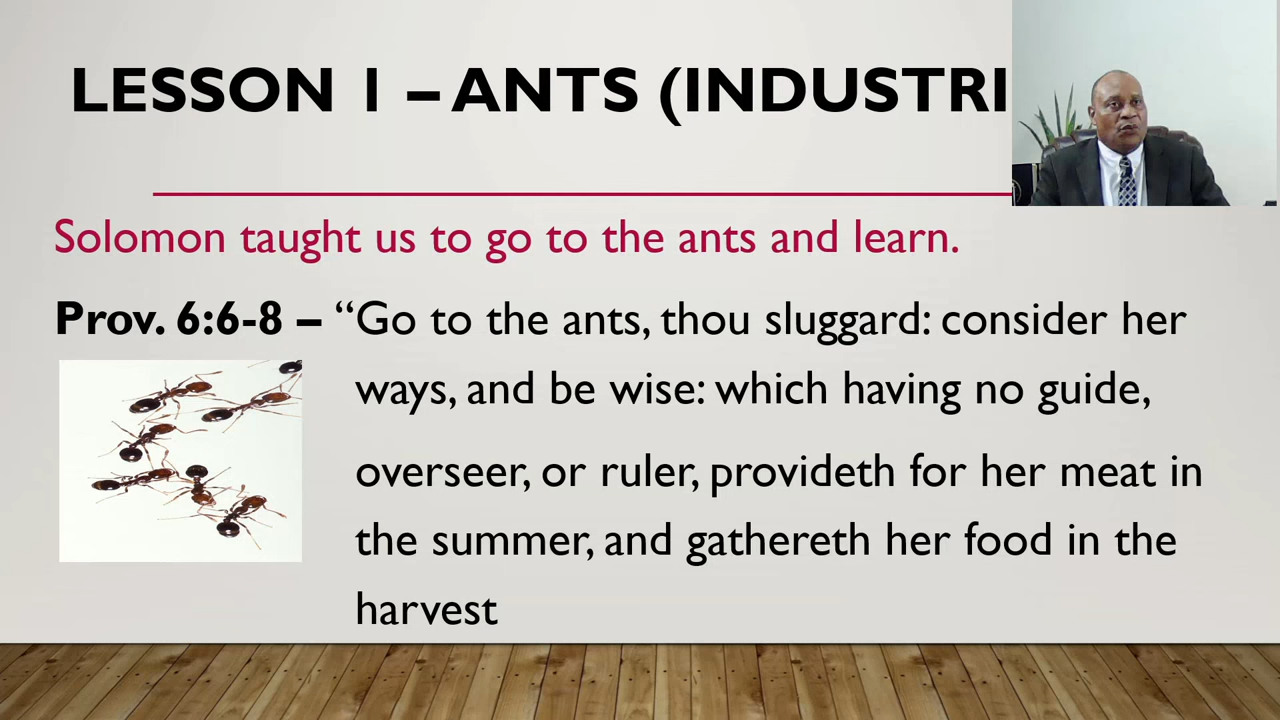 LESSON 1 – ANTS (INDUSTRI
Solomon taught us to go to the ants and learn.
Prov. 6:6-8 – “Go to the ants, thou sluggard: consider her
ways, and be wise: which having no guide,
overseer, or ruler, provideth for her meat in
the summer, and gathereth her food in the
harvest